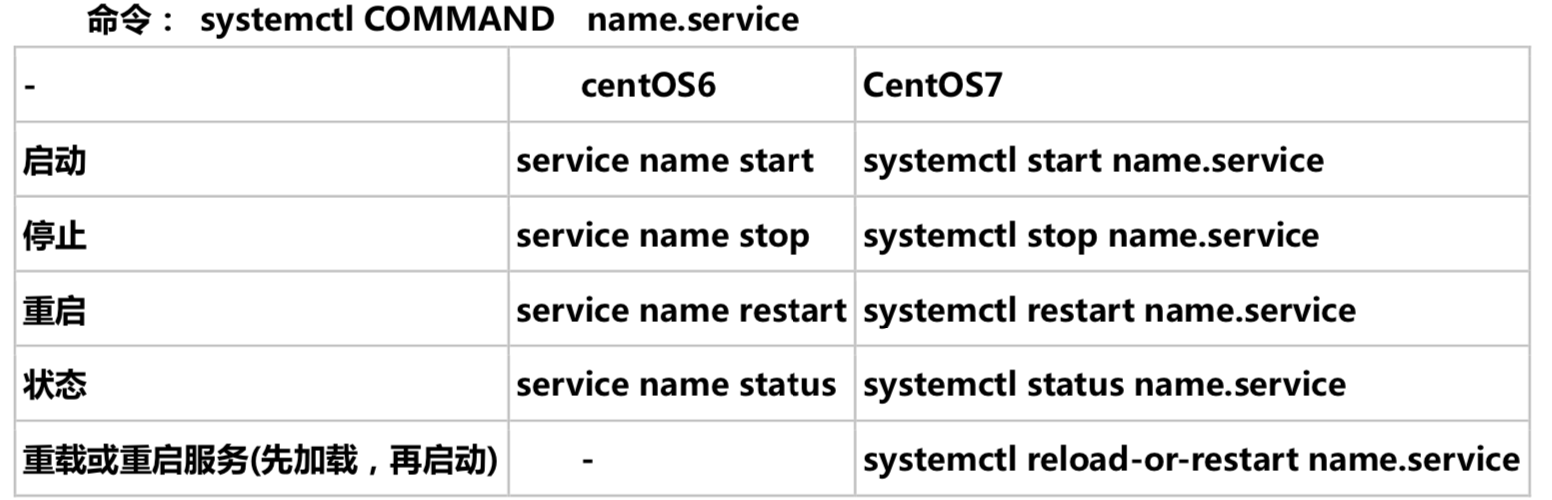 命令： systemctl COMMAND name.service
- centOS6 CentOS7
启动 service name start systemctl start name.service
停止 service name stop systemctl stop name.service
重启 service name restart systemctl restart name.service
状态 service name status systemctl status name.service
重载或重启服务(先加载，再启动) - systemctl reload-or-restart name.service